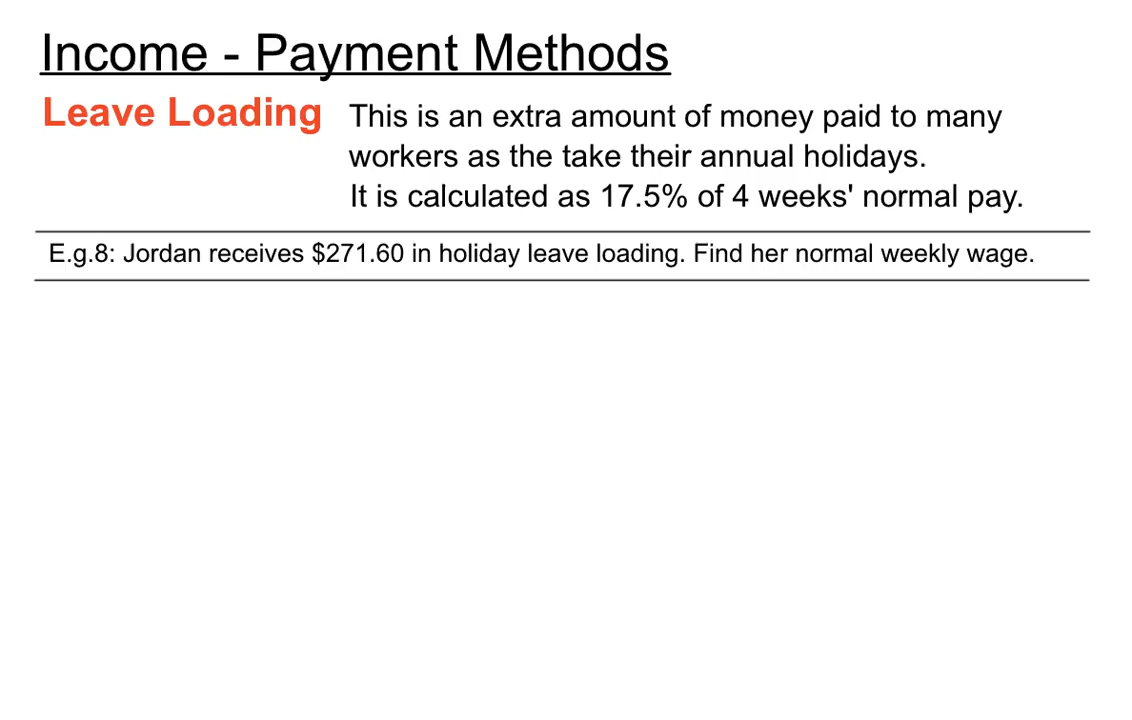 Income - Payment Methods
Leave Loading This is an extra amount of money paid to many
workers as the take their annual holidays.
It is calculated as 17.5% of 4 weeks' normal pay.
E.g.8: Jordan receives $271.60 in holiday leave loading. Find her normal weekly wage.